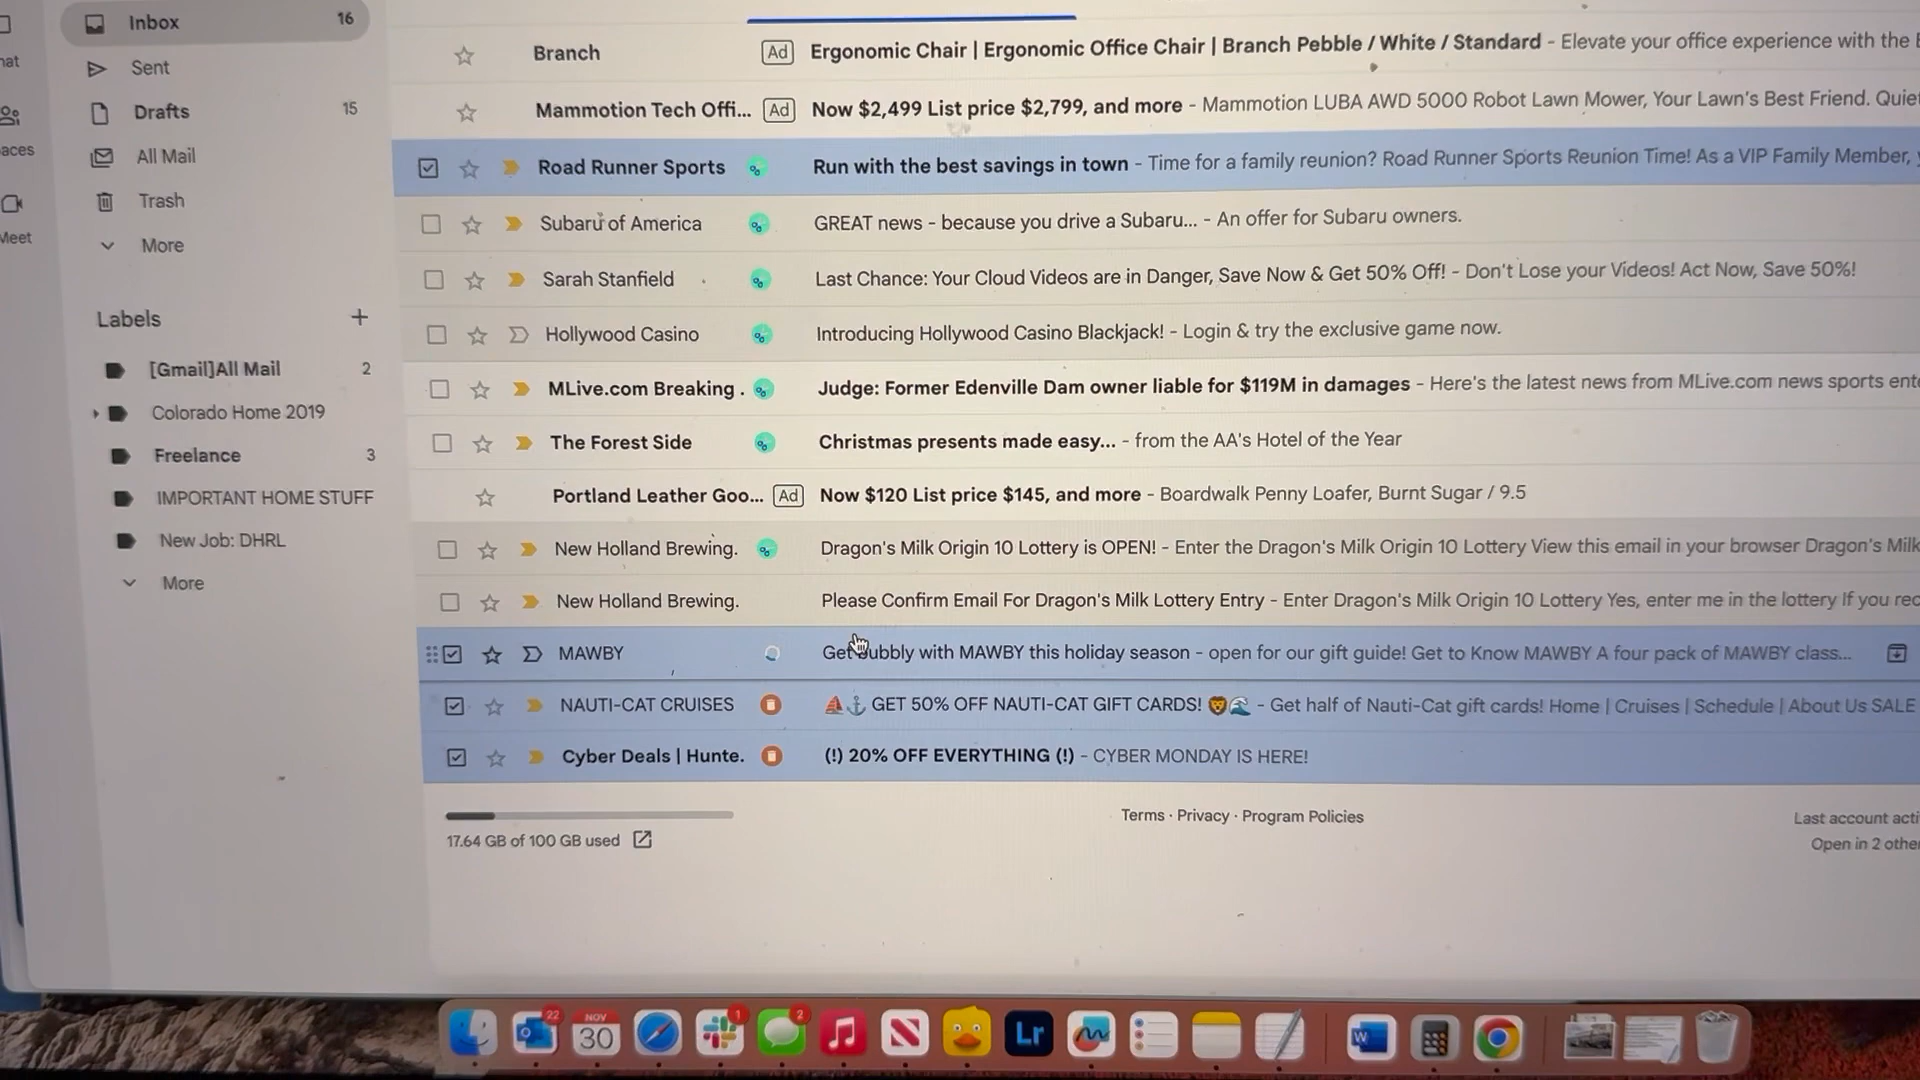 Inbox 16
Sent
Drafts 15
All Mail
Trash
More
Labels
[Gmail]All Mail 2
Colorado Home 2019
Freelance 3
IMPORTANT HOME STUFF
New Job: DHRL
More
Meet
Branch Ad Ergonomic Chair | Ergonomic Office Chair | Branch Pebble / White / Standard - Elevate your office experience with the
Mammotion Tech Offi... Ad Now $2,499 List price $2,799, and more - Mammotion LUBA AWD 5000 Robot Lawn Mower, Your Lawn's Best Friend.
Road Runner Sports Run with the best savings in town - Time for a family reunion? Road Runner Sports Reunion Time! As a VIP Family Member,
Subaru of America GREAT news - because you drive a Subaru... - An offer for Subaru owners.
Sarah Stanfield Last Chance: Your Cloud Videos are in Danger, Save Now & Get 50% Off! - Don't Lose your Videos! Act Now, Save 50%!
Hollywood Casino Introducing Hollywood Casino Blackjack! - Login & try the exclusive game now.
MLive.com Breaking . Judge: Former Edenville Dam owner liable for $119M in damages - Here's the latest news from MLive.com news sports
The Forest Side Christmas presents made easy... - from the AA's Hotel of the Year
Portland Leather Goo... Ad Now $120 List price $145, and more - Boardwalk Penny Loafer, Burnt Sugar / 9.5
New Holland Brewing. Dragon's Milk Origin 10 Lottery is OPEN! - Enter the Dragon's Milk Origin 10 Lottery View this email in your browser Dragon's Milk
New Holland Brewing. Please Confirm Email For Dragon's Milk Lottery Entry - Enter Dragon's Milk Origin 10 Lottery Yes, enter me in the lottery If you
MAWBY Get bubbly with MAWBY this holiday season - open for our gift guide! Get to Know MAWBY A four pack of MAWBY class...
NAUTI-CAT CRUISES GET 50% OFF NAUTI-CAT GIFT CARDS! - Get half of Nauti-Cat gift cards! Home | Cruises | Schedule | About Us SALE
Cyber Deals | Hunte. (!) 20% OFF EVERYTHING (!) - CYBER MONDAY IS HERE!
17.64 GB of 100 GB used
Terms · Privacy · Program Policies
Last account
Open in 2
22
NOV
30
1
2
Lr
W